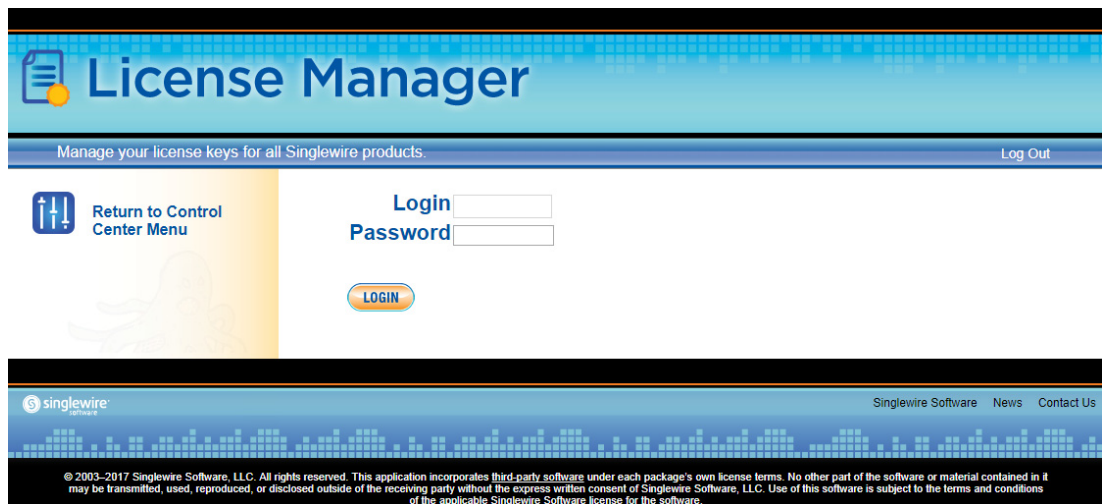 License Manager
Manage your license keys for all Singlewire products.
Log Out
Return to Control
Center Menu
Login
Password
LOGIN
S singlewire
software
Singlewire Software News Contact Us
© 2003–2017 Singlewire Software, LLC. All rights reserved. This application incorporates third-party software under each package's own license terms. No other part of the software or material contained in it
may be transmitted, used, reproduced, or disclosed outside of the receiving party without the express written consent of Singlewire Software, LLC. Use of this software is subject to the terms and conditions
of the applicable Singlewire Software license for the software.